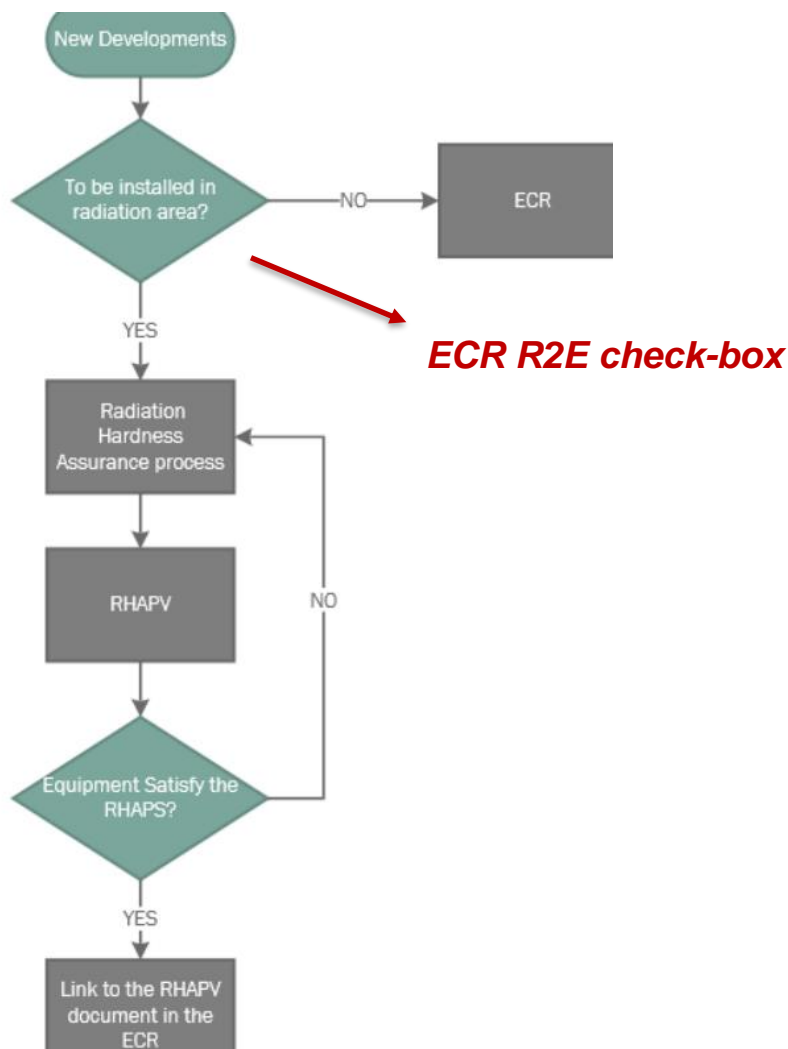 New Developments
To be installed in
radiation area?
NO
ECR
ECR R2E check-box
YES
Radiation
Hardness
Assurance process
RHAPV
NO
Equipment Satisfy the
RHAPS?
YES
Link to the RHAPV
document in the
ECR